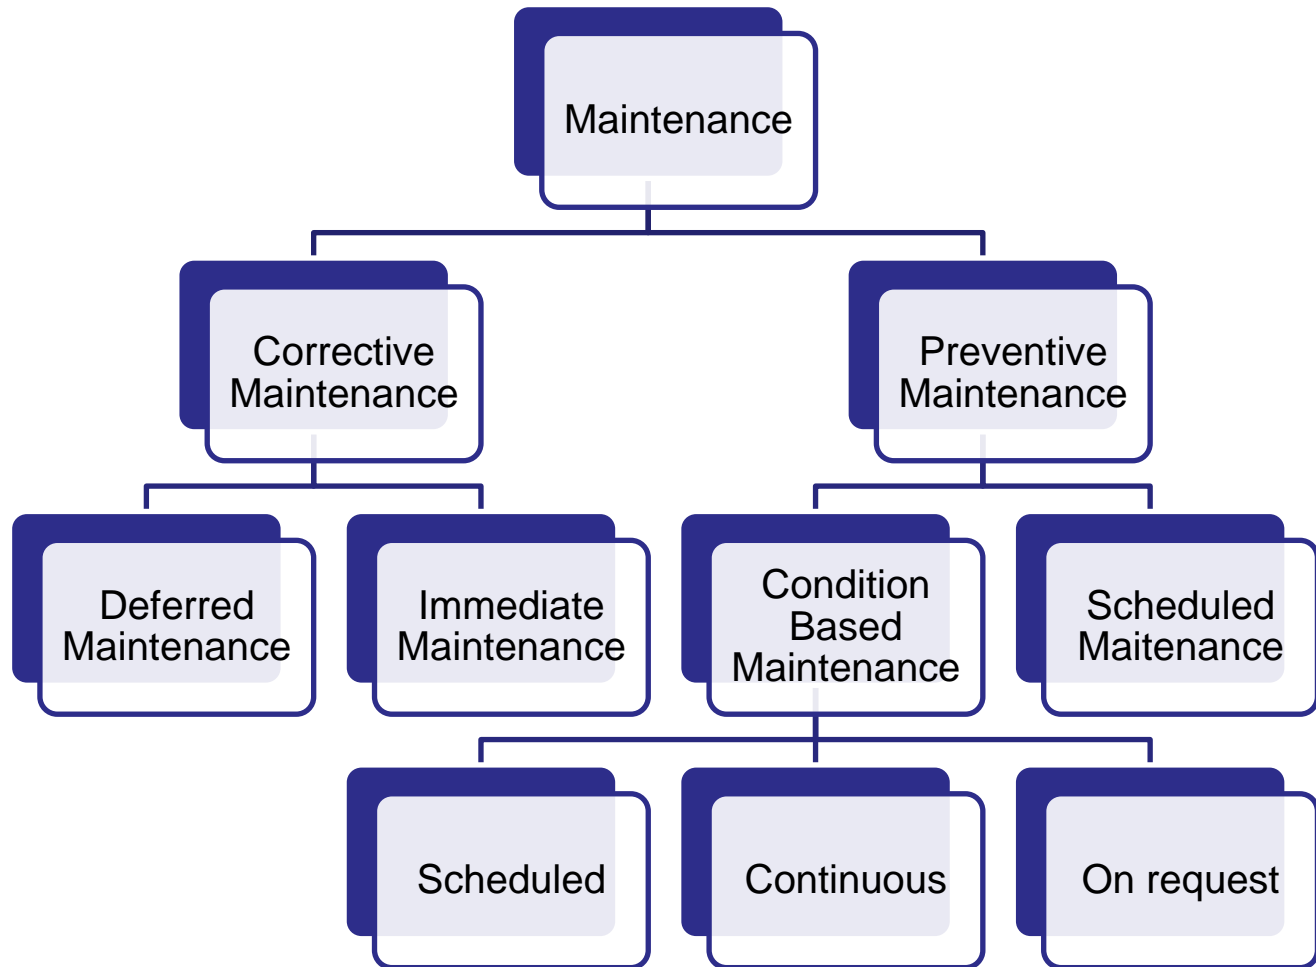 Maintenance
Corrective
Maintenance
Preventive
Maintenance
Deferred
Maintenance
Immediate
Maintenance
Condition
Based
Maintenance
Scheduled
Maitenance
Scheduled
Continuous
On request